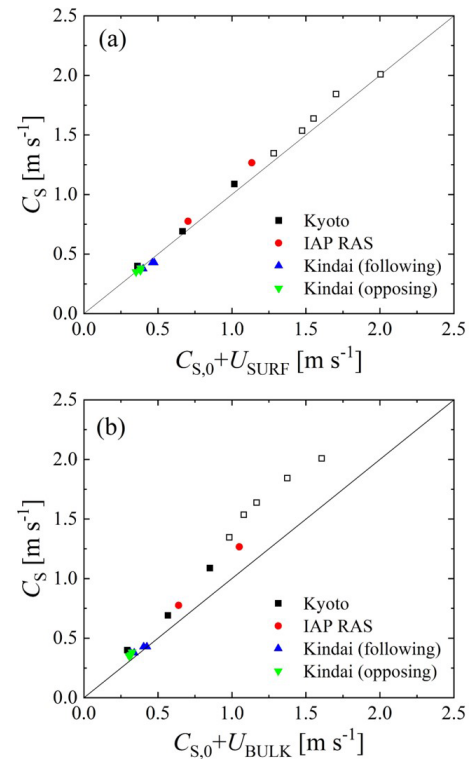 (a)
2.5
2.0
1.5
1.0
0.5
0.0
C_S [m s⁻¹]
Kyoto
IAP RAS
Kindai (following)
Kindai (opposing)
0.0 0.5 1.0 1.5 2.0 2.5
C_S,0+U_SURF [m s⁻¹]
(b)
2.5
2.0
1.5
1.0
0.5
0.0
C_S [m s⁻¹]
Kyoto
IAP RAS
Kindai (following)
Kindai (opposing)
0.0 0.5 1.0 1.5 2.0 2.5
C_S,0+U_BULK [m s⁻¹]